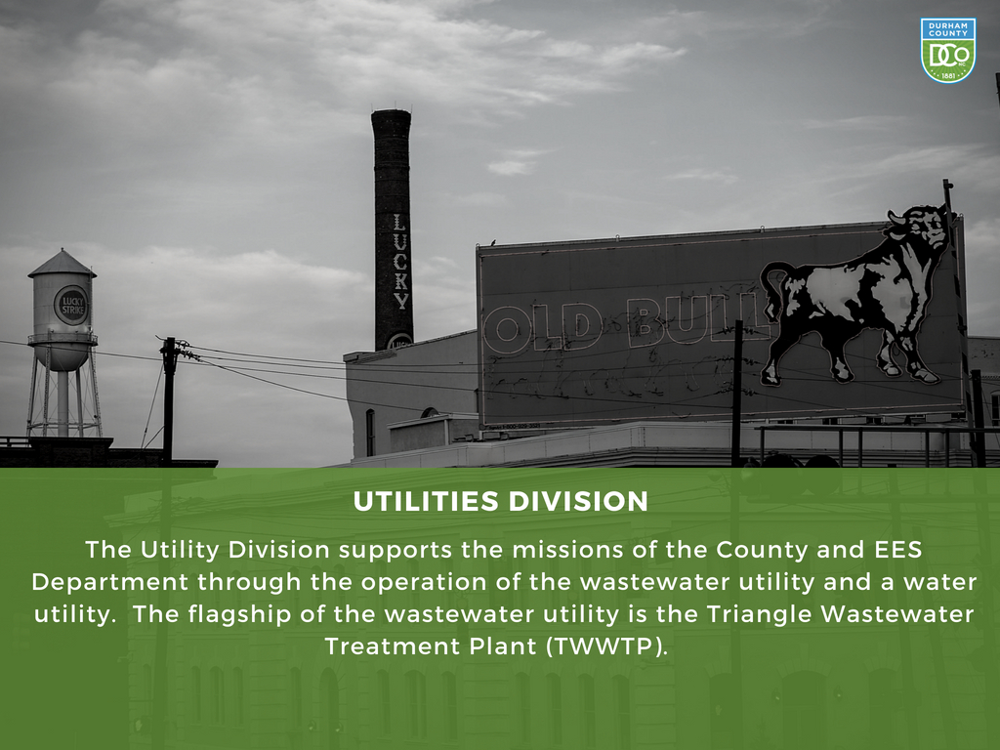 DURHAM
COUNTY
DCo
NC
1881
LUCKY
LUCKY
STRIKE
OLD BULL
UTILITIES DIVISION
The Utility Division supports the missions of the County and EES
Department through the operation of the wastewater utility and a water
utility.  The flagship of the wastewater utility is the Triangle Wastewater
Treatment Plant (TWWTP).